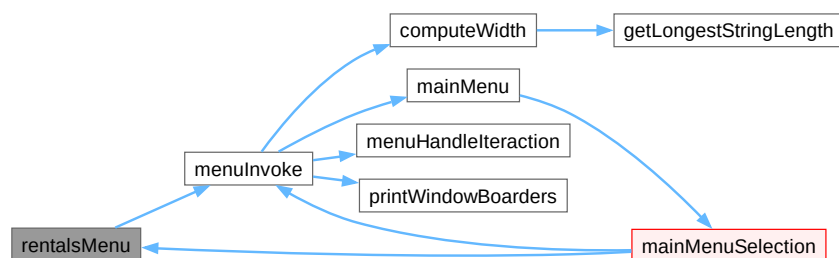 computeWidth
getLongestStringLength
mainMenu
menuHandleIteraction
menuInvoke
printWindowBoarders
rentalsMenu
mainMenuSelection